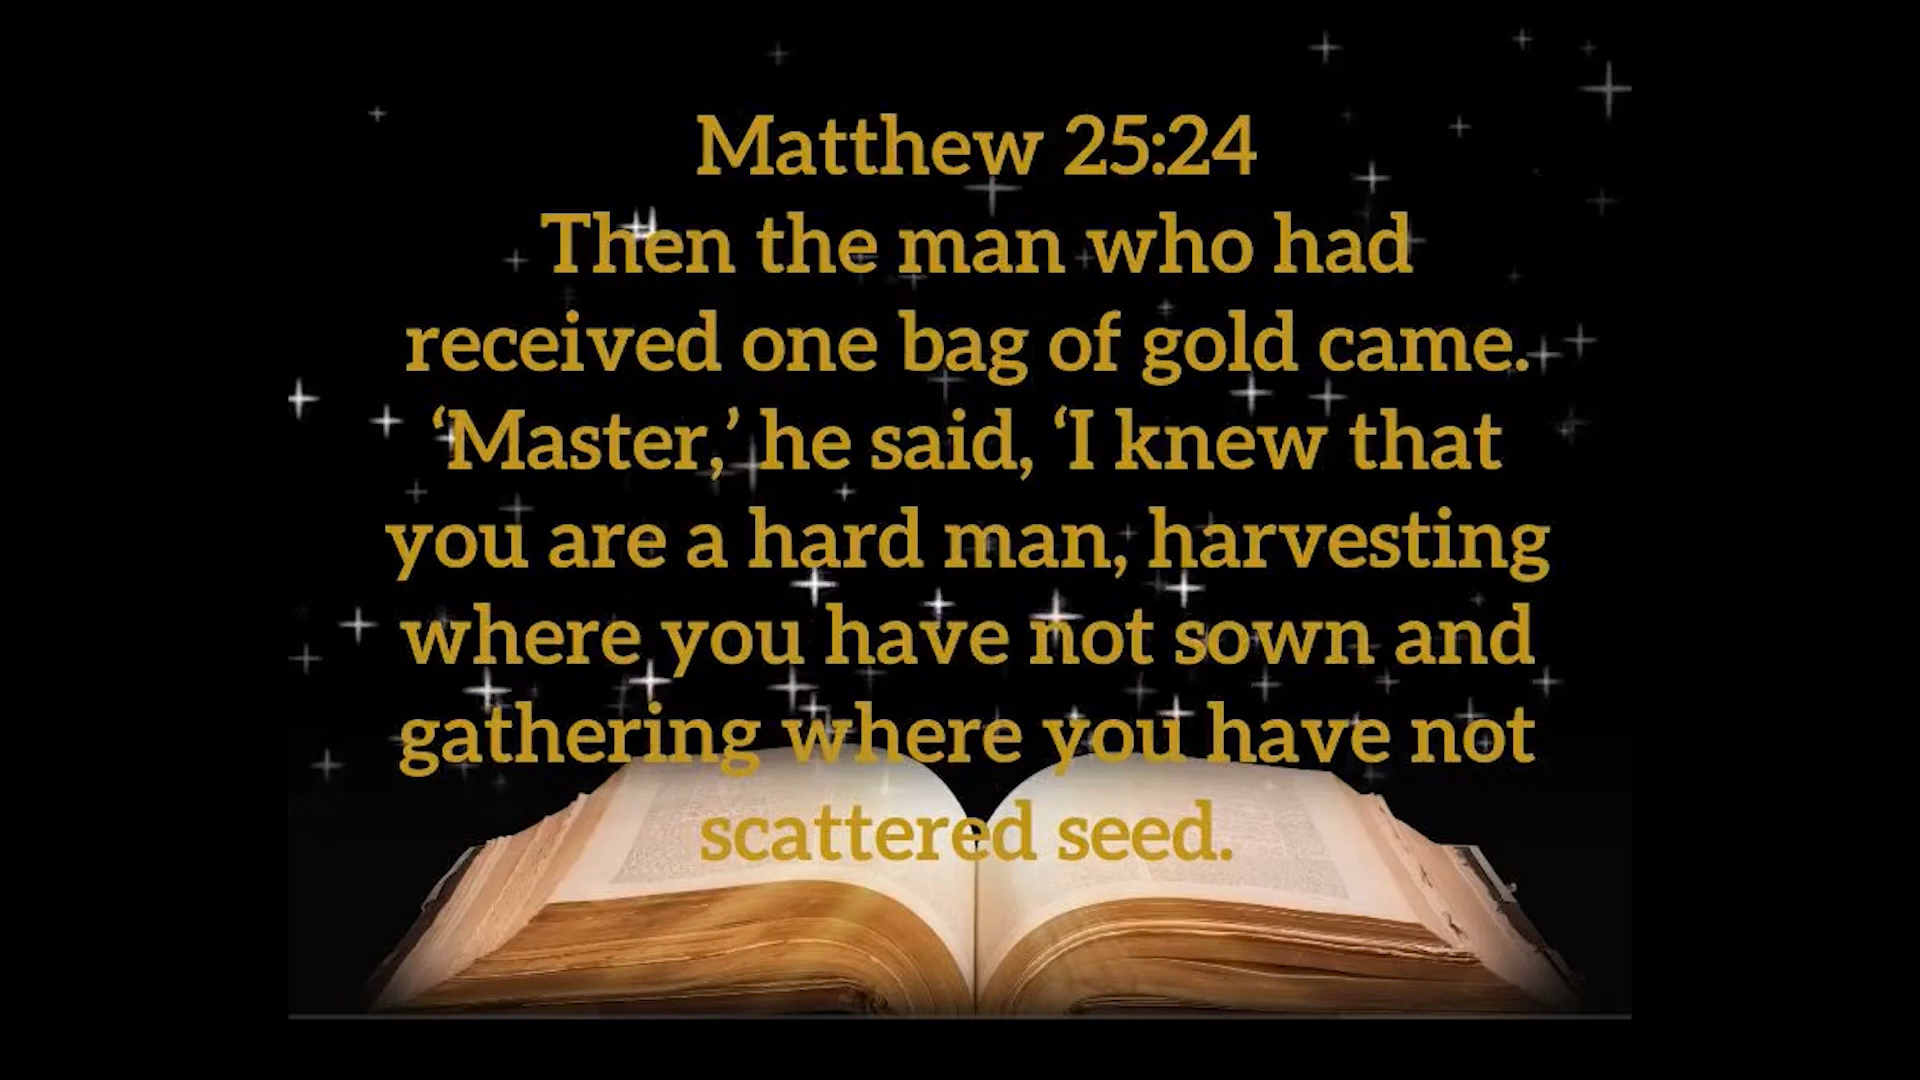 Matthew 25:24
Then the man who had
received one bag of gold came.
‘Master,’ he said, ‘I knew that
you are a hard man, harvesting
where you have not sown and
gathering where you have not
scattered seed.